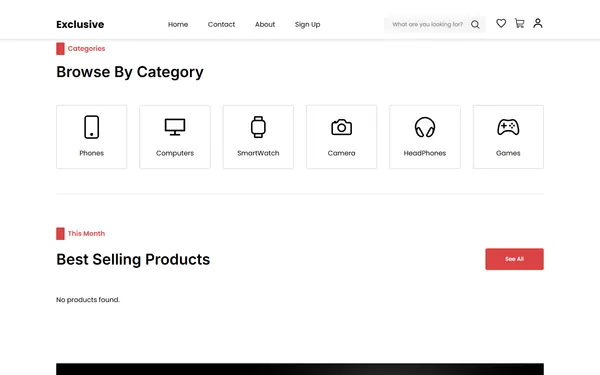 Exclusive
Home Contact About Sign Up
What are you looking for?
Categories
Browse By Category
Phones Computers SmartWatch Camera HeadPhones Games
This Month
Best Selling Products
See All
No products found.